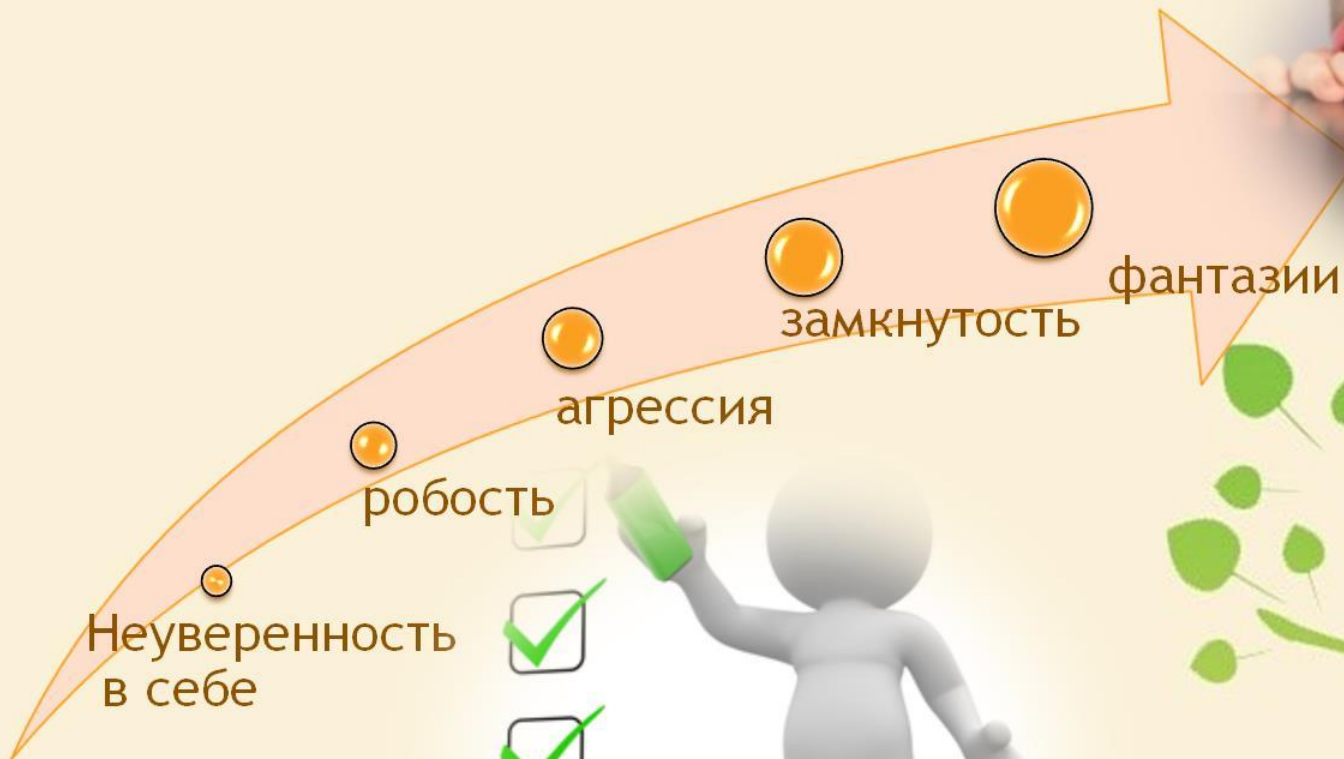 фантазии
замкнутость
агрессия
робость
Неуверенность
в себе